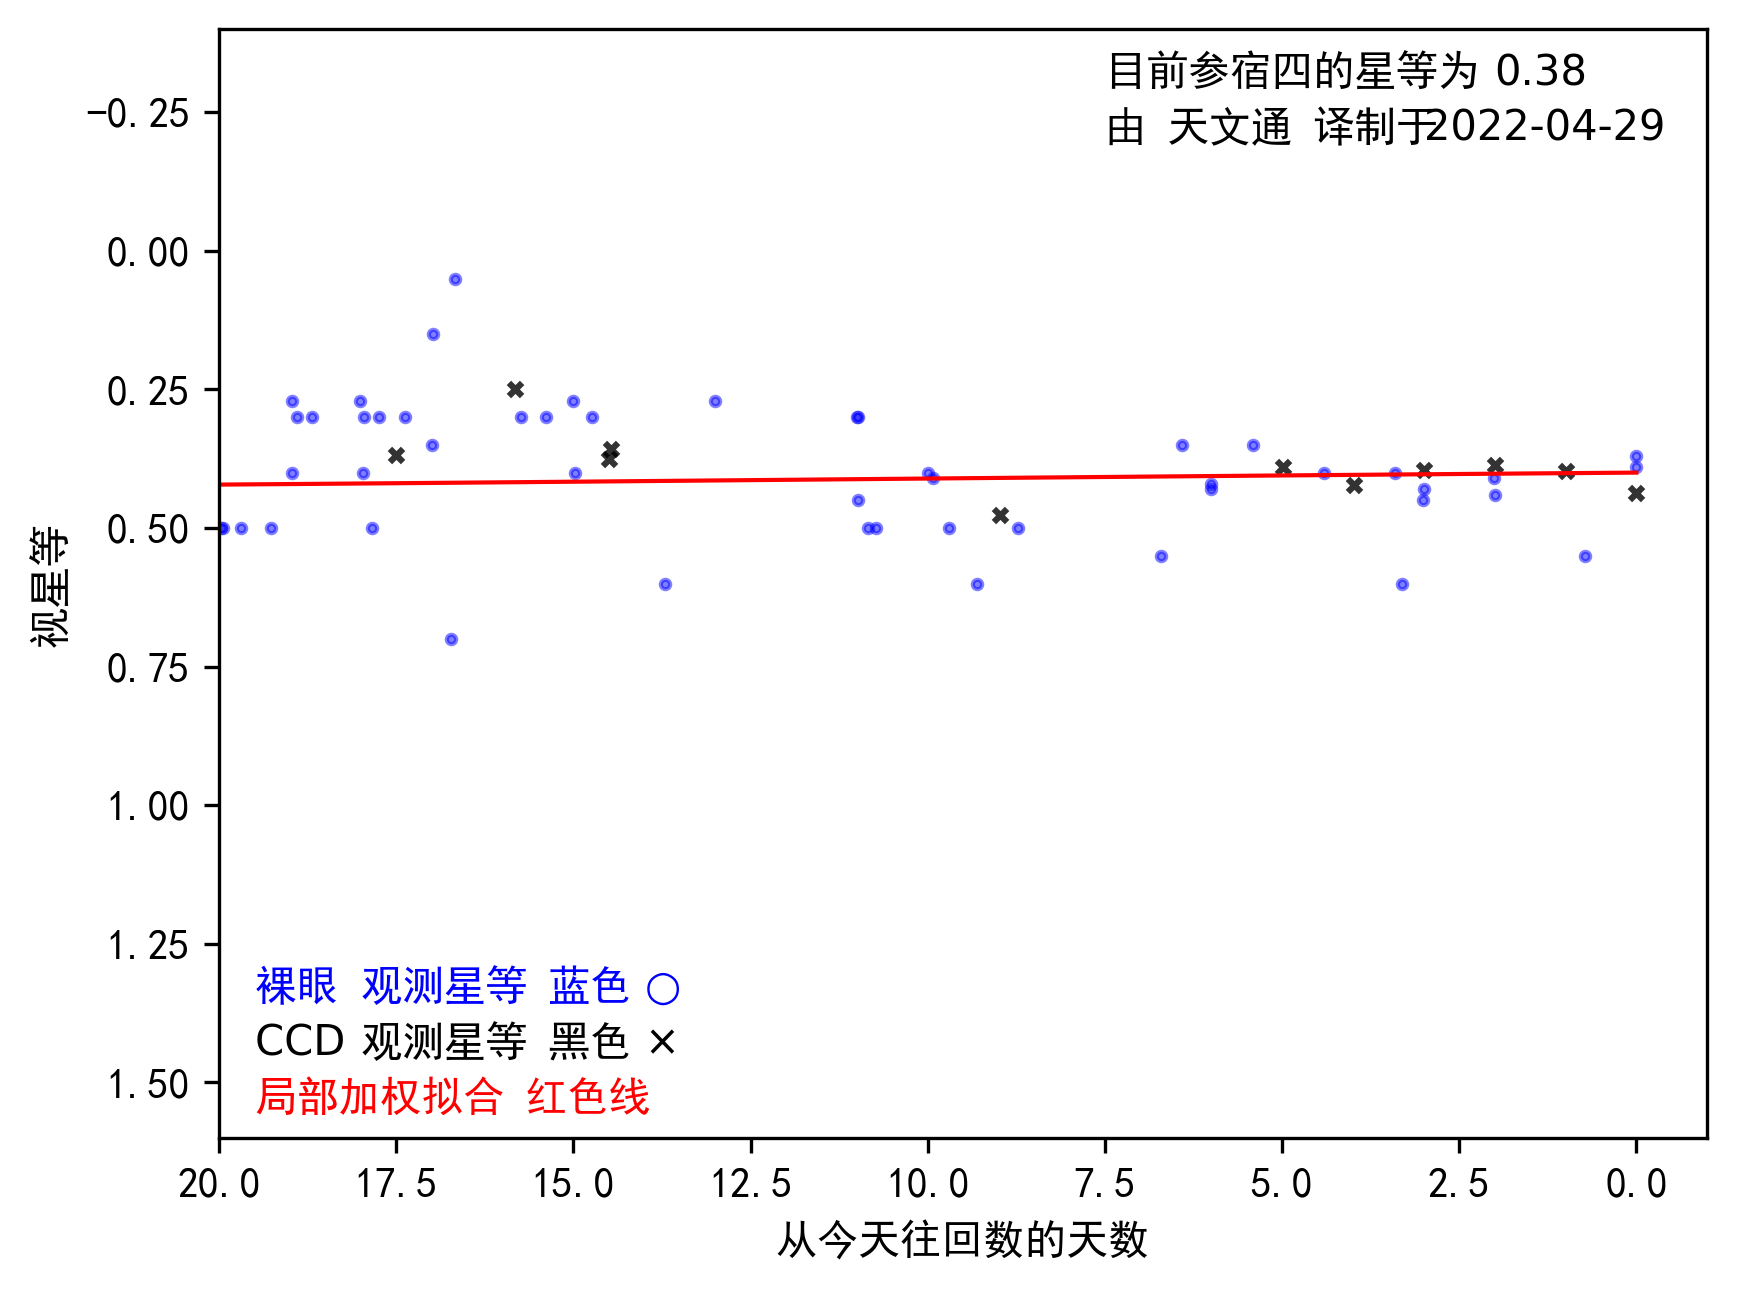 目前参宿四的星等为 0.38
由 天文通 译制于2022-04-29
−0.25
0.00
0.25
0.50
0.75
1.00
1.25
1.50
视星等
裸眼 观测星等 蓝色 ○
CCD 观测星等 黑色 ×
局部加权拟合 红色线
20.0 17.5 15.0 12.5 10.0 7.5 5.0 2.5 0.0
从今天往回数的天数